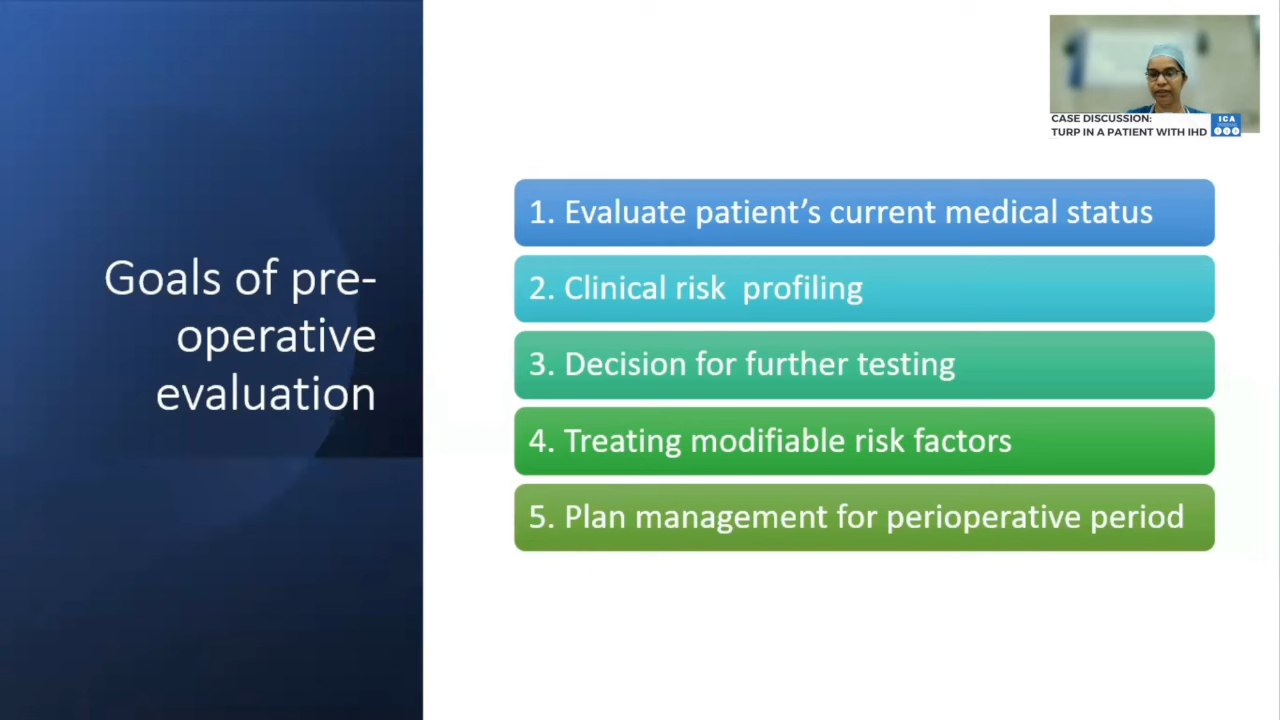 CASE DISCUSSION:
TURP IN A PATIENT WITH IHD
ICA
Goals of pre-
operative
evaluation
1. Evaluate patient’s current medical status
2. Clinical risk  profiling
3. Decision for further testing
4. Treating modifiable risk factors
5. Plan management for perioperative period